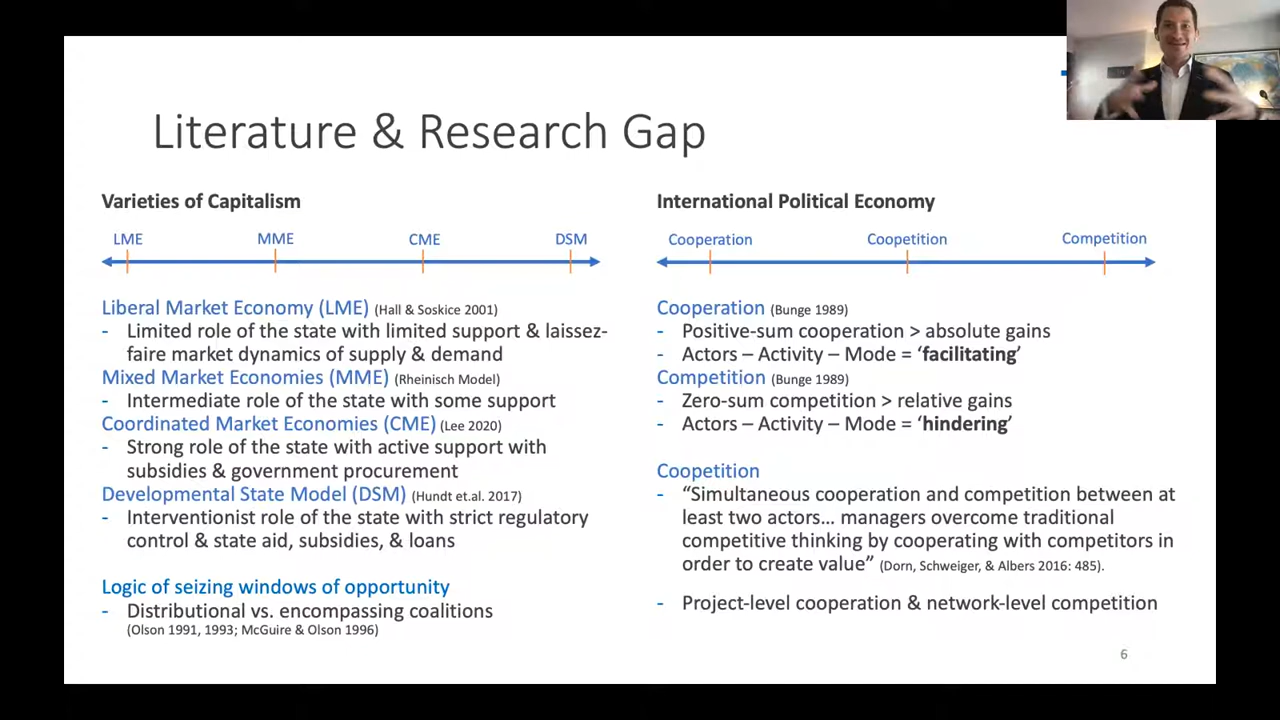 Literature & Research Gap
Varieties of Capitalism
LME MME CME DSM
Liberal Market Economy (LME) (Hall & Soskice 2001)
- Limited role of the state with limited support & laissez-
faire market dynamics of supply & demand
Mixed Market Economies (MME) (Rheinisch Model)
- Intermediate role of the state with some support
Coordinated Market Economies (CME) (Lee 2020)
- Strong role of the state with active support with
subsidies & government procurement
Developmental State Model (DSM) (Hundt et.al. 2017)
- Interventionist role of the state with strict regulatory
control & state aid, subsidies, & loans
Logic of seizing windows of opportunity
- Distributional vs. encompassing coalitions
(Olson 1991, 1993; McGuire & Olson 1996)
International Political Economy
Cooperation Coopetition Competition
Cooperation (Bunge 1989)
- Positive-sum cooperation > absolute gains
- Actors – Activity – Mode = ‘facilitating’
Competition (Bunge 1989)
- Zero-sum competition > relative gains
- Actors – Activity – Mode = ‘hindering’
Coopetition
- “Simultaneous cooperation and competition between at
least two actors… managers overcome traditional
competitive thinking by cooperating with competitors in
order to create value” (Dorn, Schweiger, & Albers 2016: 485).
- Project-level cooperation & network-level competition
6